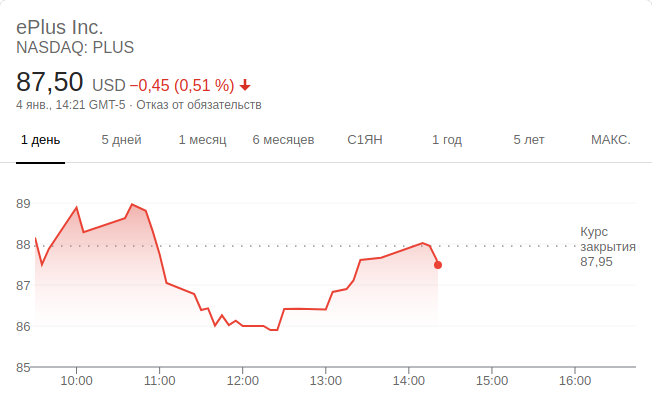 ePlus Inc.
NASDAQ: PLUS
87,50 USD −0,45 (0,51 %)
4 янв., 14:21 GMT-5 · Отказ от обязательств
1 день 5 дней 1 месяц 6 месяцев С1ЯН 1 год 5 лет МАКС.
89
88
87
86
85
Курс
закрытия
87,95
10:00 11:00 12:00 13:00 14:00 15:00 16:00